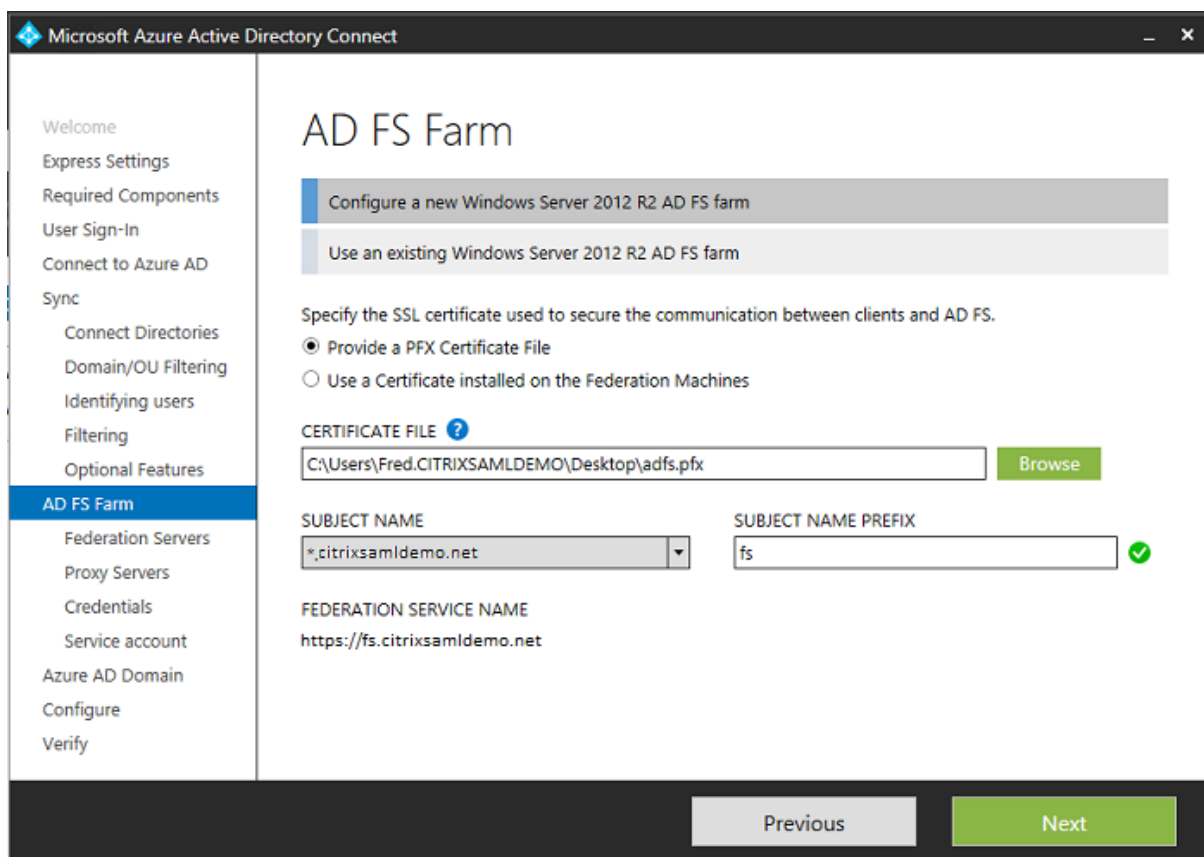 Microsoft Azure Active Directory Connect
Welcome
Express Settings
Required Components
User Sign-In
Connect to Azure AD
Sync
Connect Directories
Domain/OU Filtering
Identifying users
Filtering
Optional Features
AD FS Farm
Federation Servers
Proxy Servers
Credentials
Service account
Azure AD Domain
Configure
Verify
AD FS Farm
Configure a new Windows Server 2012 R2 AD FS farm
Use an existing Windows Server 2012 R2 AD FS farm
Specify the SSL certificate used to secure the communication between clients and AD FS.
Provide a PFX Certificate File
Use a Certificate installed on the Federation Machines
CERTIFICATE FILE ?
C:\Users\Fred.CITRIXSAMLDEMO\Desktop\adfs.pfx
Browse
SUBJECT NAME
*.citrixsamldemo.net
SUBJECT NAME PREFIX
fs
FEDERATION SERVICE NAME
https://fs.citrixsamldemo.net
Previous
Next